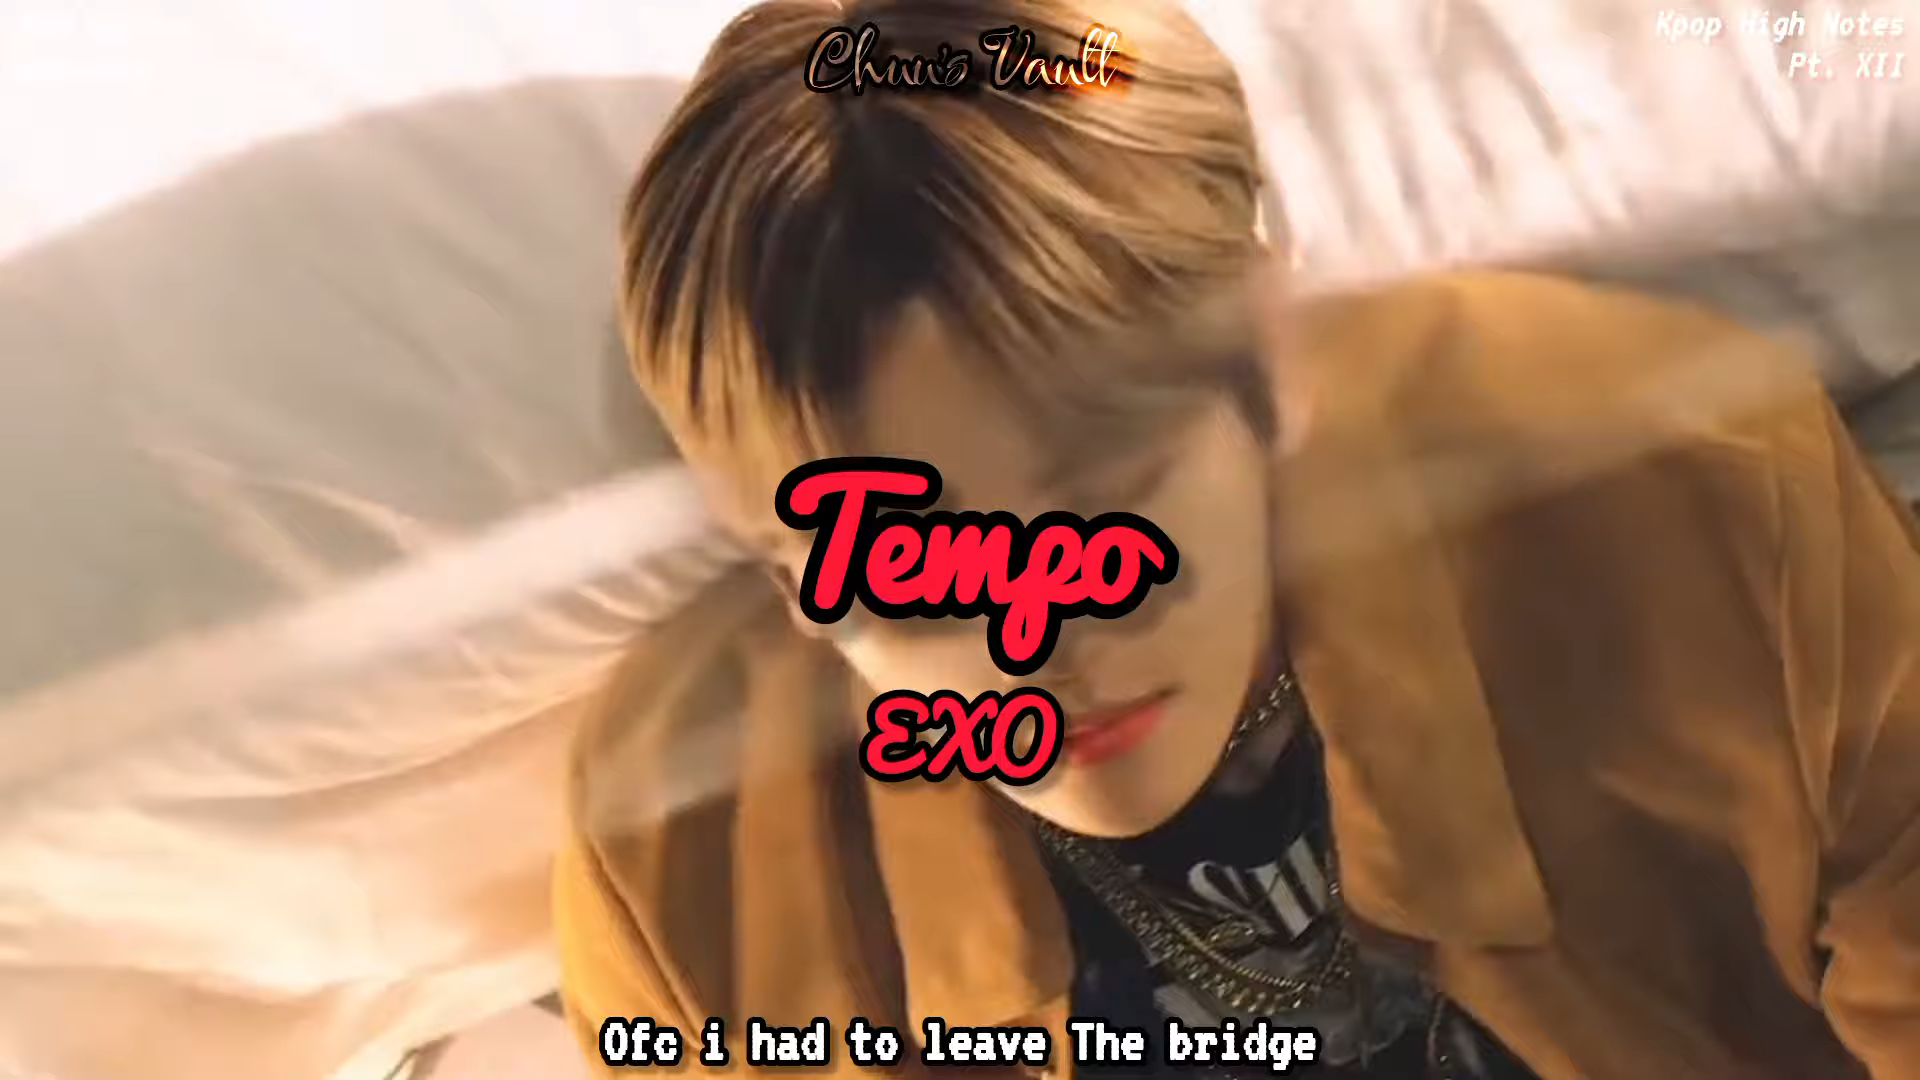 Chuu's Vault
Kpop High Notes
Pt. XII
Tempo
EXO
Ofc i had to leave The bridge